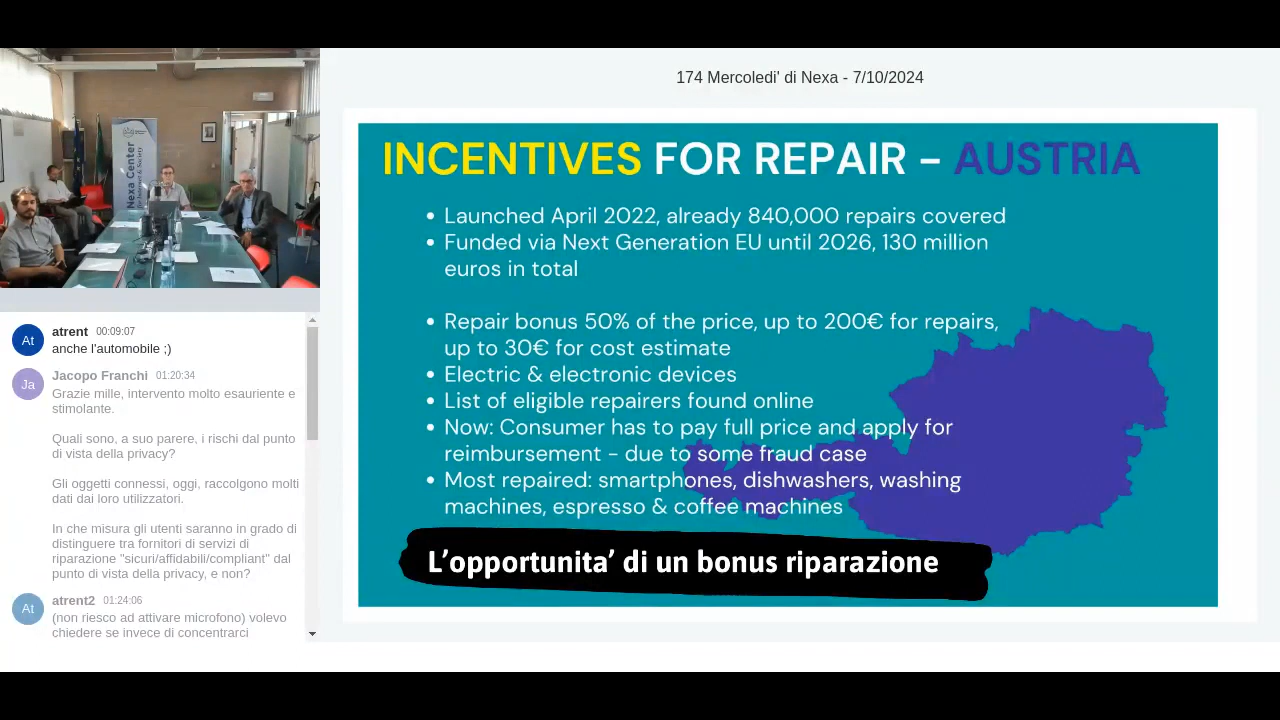 174 Mercoledi' di Nexa - 7/10/2024
INCENTIVES FOR REPAIR – AUSTRIA
Launched April 2022, already 840,000 repairs covered
Funded via Next Generation EU until 2026, 130 million
euros in total
Repair bonus 50% of the price, up to 200€ for repairs,
up to 30€ for cost estimate
Electric & electronic devices
List of eligible repairers found online
Now: Consumer has to pay full price and apply for
reimbursement – due to some fraud case
Most repaired: smartphones, dishwashers, washing
machines, espresso & coffee machines
L'opportunita' di un bonus riparazione
Nexa Center
for Internet & Society
At
atrent 00:09:07
anche l'automobile ;)
Ja
Jacopo Franchi 01:20:34
Grazie mille, intervento molto esauriente e
stimolante.
Quali sono, a suo parere, i rischi dal punto
di vista della privacy?
Gli oggetti connessi, oggi, raccolgono molti
dati dai loro utilizzatori.
In che misura gli utenti saranno in grado di
distinguere tra fornitori di servizi di
riparazione "sicuri/affidabili/compliant" dal
punto di vista della privacy, e non?
At
atrent2 01:24:06
(non riesco ad attivare microfono) volevo
chiedere se invece di concentrarci